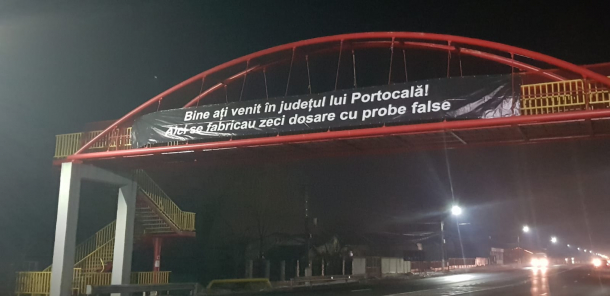 Bine ați venit în județul lui Portocală!
Aici se fabricau zeci dosare cu probe false